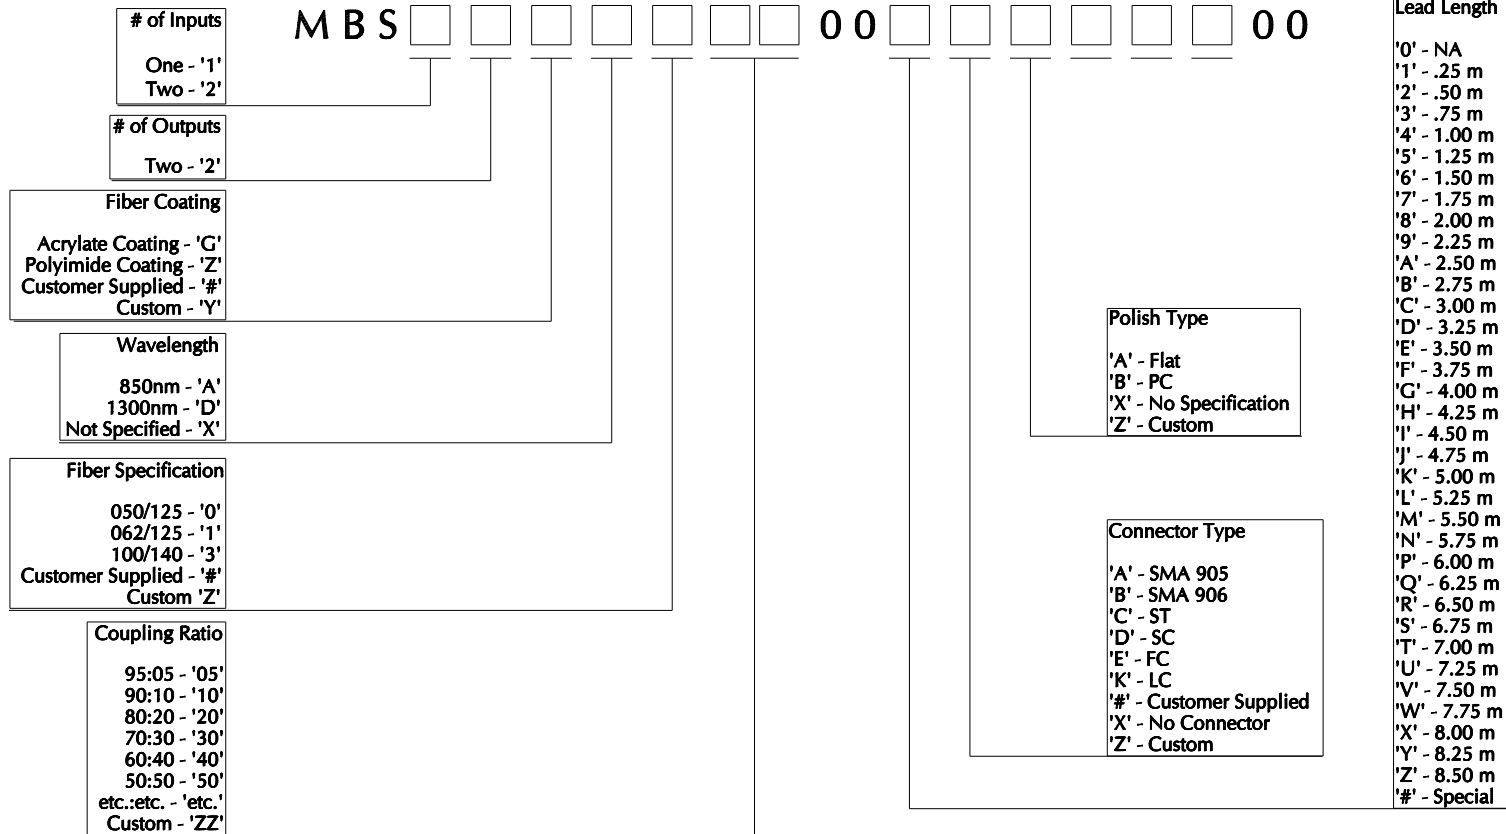 MBS 00 00
# of Inputs
One - '1'
Two - '2'
# of Outputs
Two - '2'
Fiber Coating
Acrylate Coating - 'G'
Polyimide Coating - 'Z'
Customer Supplied - '#'
Custom - 'Y'
Wavelength
850nm - 'A'
1300nm - 'D'
Not Specified - 'X'
Fiber Specification
050/125 - '0'
062/125 - '1'
100/140 - '3'
Customer Supplied - '#'
Custom 'Z'
Coupling Ratio
95:05 - '05'
90:10 - '10'
80:20 - '20'
70:30 - '30'
60:40 - '40'
50:50 - '50'
etc.:etc. - 'etc.'
Custom - 'ZZ'
Polish Type
'A' - Flat
'B' - PC
'X' - No Specification
'Z' - Custom
Connector Type
'A' - SMA 905
'B' - SMA 906
'C' - ST
'D' - SC
'E' - FC
'K' - LC
'#' - Customer Supplied
'X' - No Connector
'Z' - Custom
Lead Length
'0' - NA
'1' - .25 m
'2' - .50 m
'3' - .75 m
'4' - 1.00 m
'5' - 1.25 m
'6' - 1.50 m
'7' - 1.75 m
'8' - 2.00 m
'9' - 2.25 m
'A' - 2.50 m
'B' - 2.75 m
'C' - 3.00 m
'D' - 3.25 m
'E' - 3.50 m
'F' - 3.75 m
'G' - 4.00 m
'H' - 4.25 m
'I' - 4.50 m
'J' - 4.75 m
'K' - 5.00 m
'L' - 5.25 m
'M' - 5.50 m
'N' - 5.75 m
'P' - 6.00 m
'Q' - 6.25 m
'R' - 6.50 m
'S' - 6.75 m
'T' - 7.00 m
'U' - 7.25 m
'V' - 7.50 m
'W' - 7.75 m
'X' - 8.00 m
'Y' - 8.25 m
'Z' - 8.50 m
'#' - Special